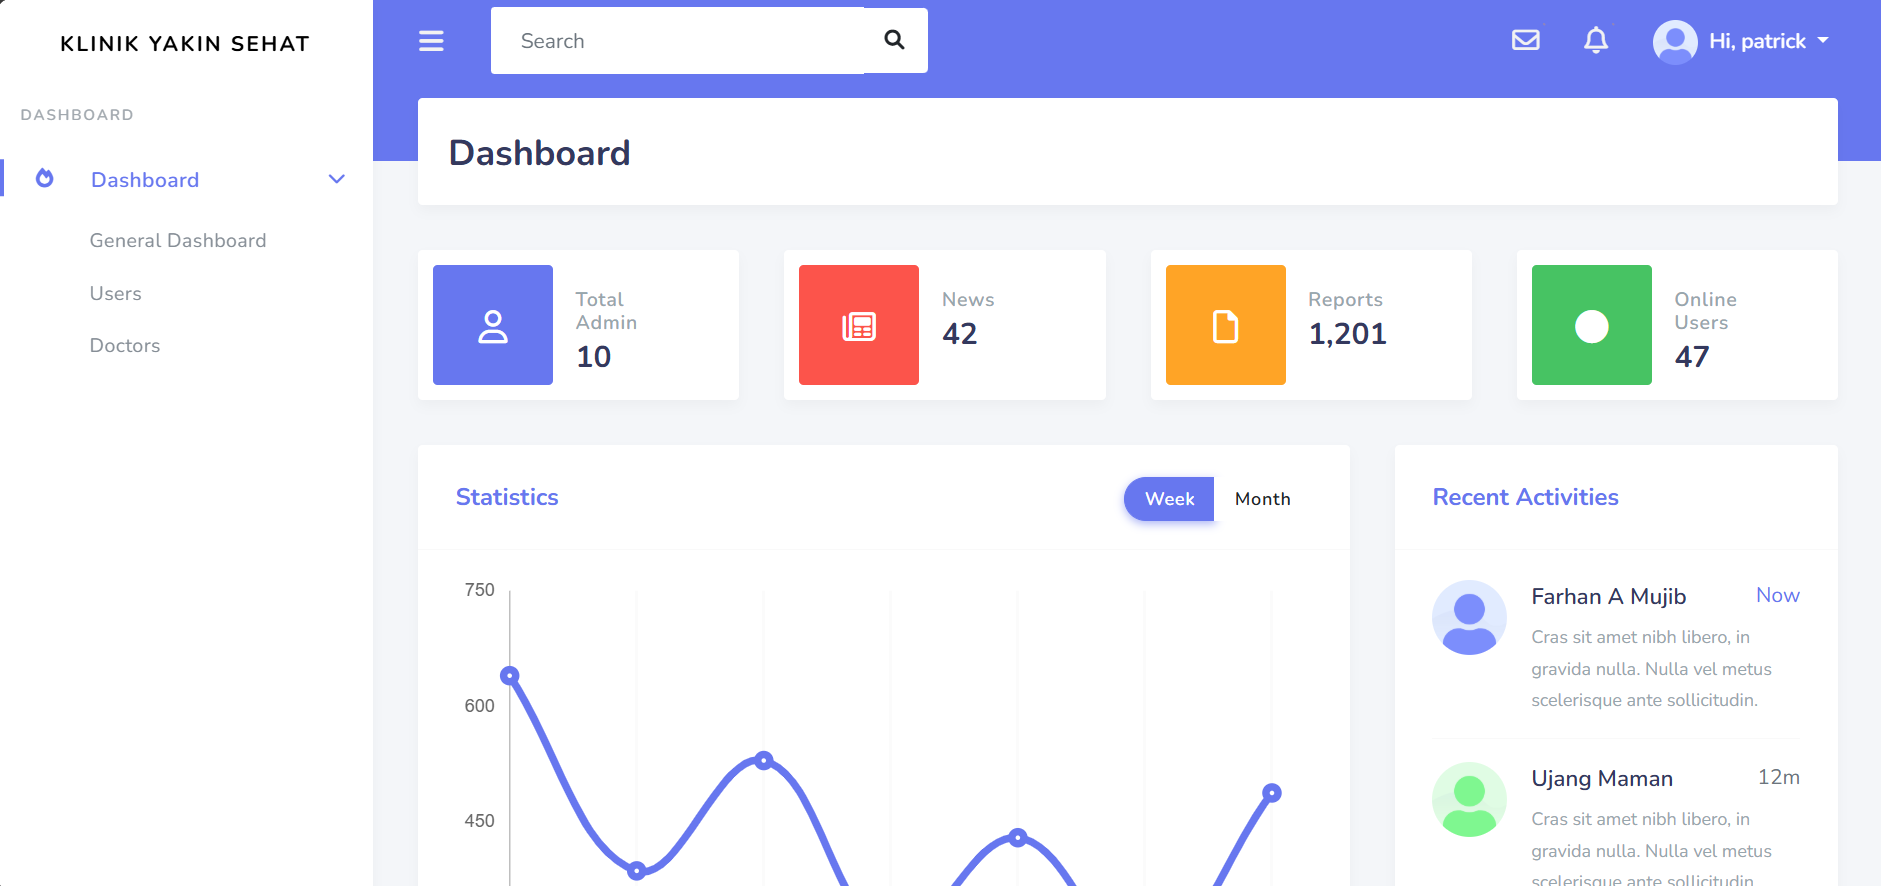 KLINIK YAKIN SEHAT
DASHBOARD
Dashboard
General Dashboard
Users
Doctors
Search
Hi, patrick
Dashboard
Total
Admin
10
News
42
Reports
1,201
Online
Users
47
Statistics
Week
Month
750
600
450
Recent Activities
Farhan A Mujib
Now
Cras sit amet nibh libero, in
gravida nulla. Nulla vel metus
scelerisque ante sollicitudin.
Ujang Maman
12m
Cras sit amet nibh libero, in
gravida nulla. Nulla vel metus
scelerisque ante sollicitudin.